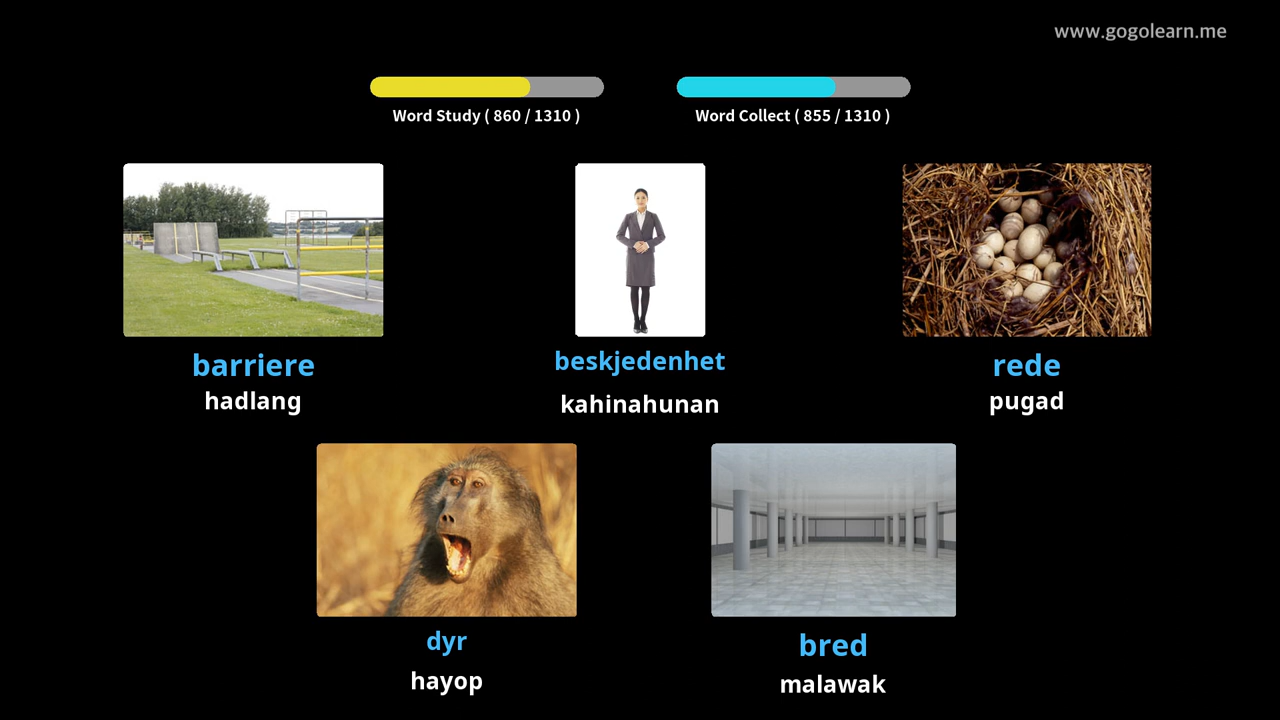 www.gogolearn.me
Word Study ( 860 / 1310 )
Word Collect ( 855 / 1310 )
barriere
hadlang
beskjedenhet
kahinahunan
rede
pugad
dyr
hayop
bred
malawak